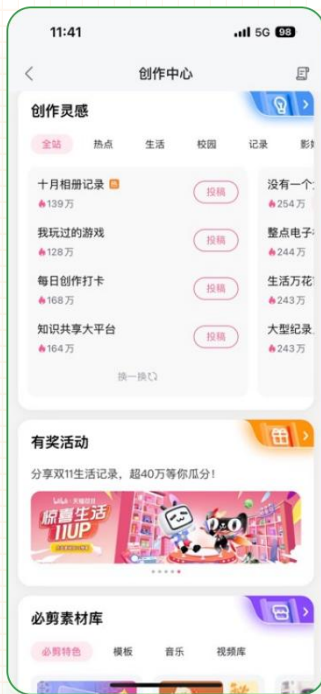 11:41
5G 98
创作中心
创作灵感
全站 热点 生活 校园 记录
十月相册记录 热
139万
投稿
没有一个
254万
我玩过的游戏
128万
投稿
整点电子
244万
每日创作打卡
168万
投稿
生活万花
243万
知识共享大平台
164万
投稿
大型纪录
243万
换一换
有奖活动
分享双11生活记录，超40万等你瓜分！
惊喜生活
11UP
必剪素材库
必剪特色 模板 音乐 视频库